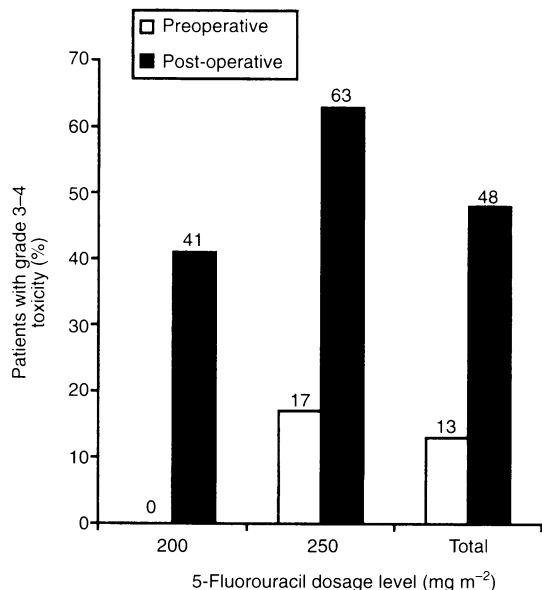 Preoperative
Post-operative
Patients with grade 3–4
toxicity (%)
70
60
50
40
30
20
10
0
0
41
17
63
13
48
200 250 Total
5-Fluorouracil dosage level (mg m⁻²)